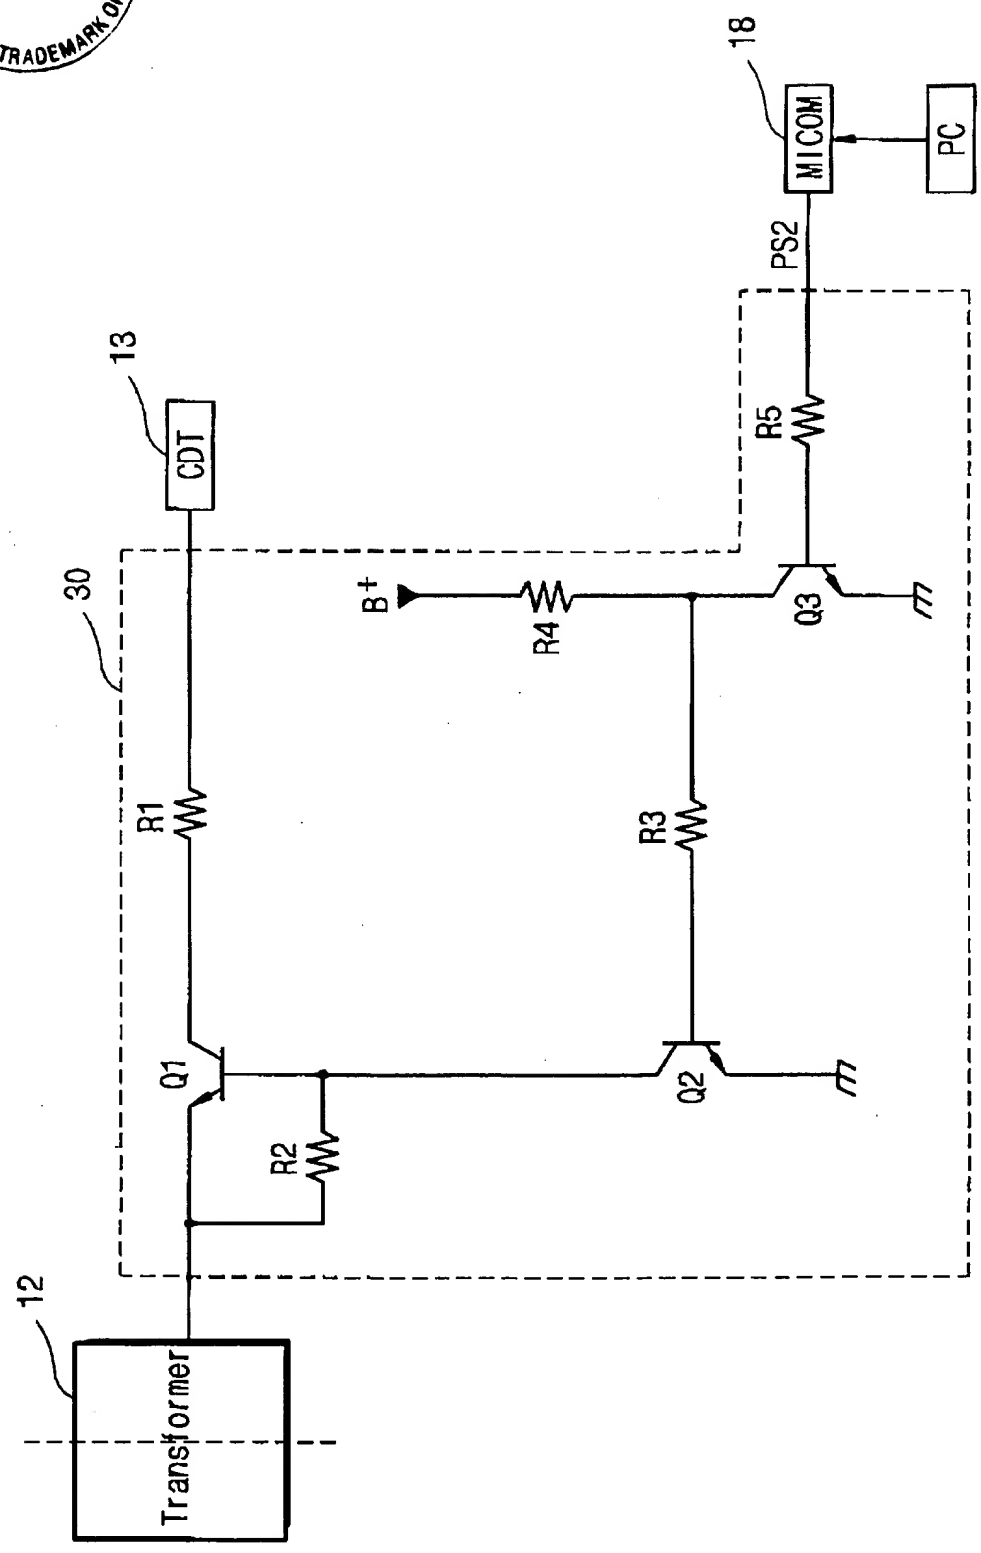 TRADEMARK
12
Transformer
30
Q1
R2
R1
13
CDT
B+
R4
R3
Q2
Q3
R5
PS2
18
MICOM
PC